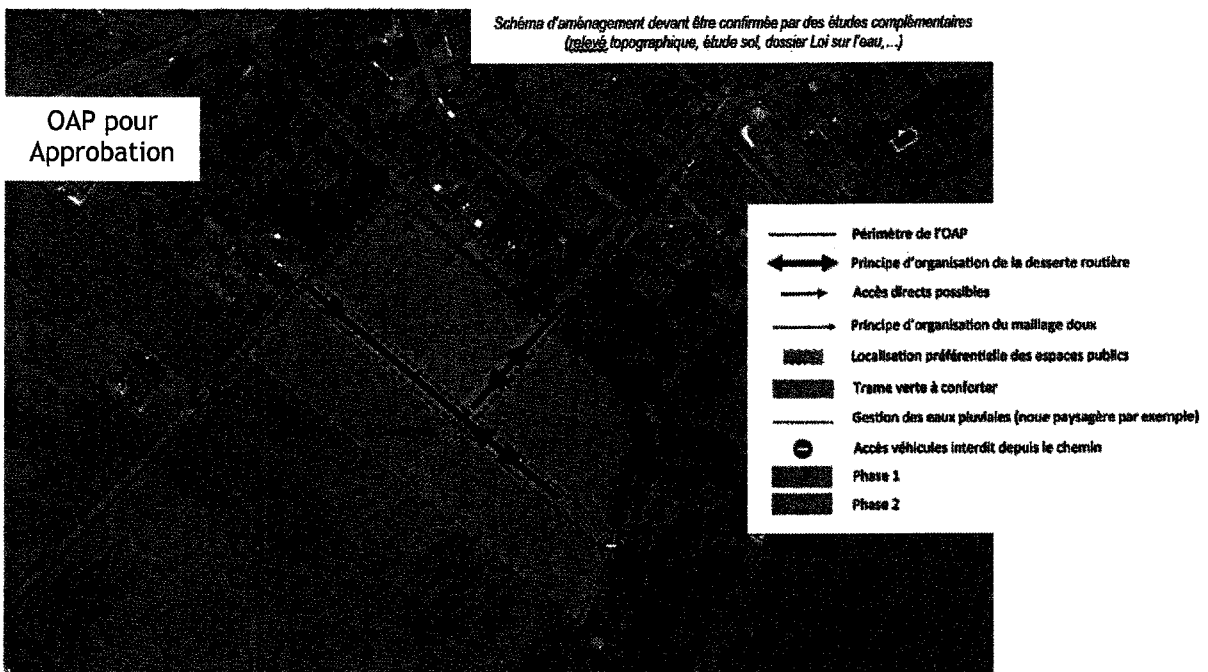 Schéma d'aménagement devant être confirmée par des études complémentaires
(relevé topographique, étude sol, dossier Loi sur l'eau,...)
OAP pour
Approbation
Périmètre de l'OAP
Principe d'organisation de la desserte routière
Accès directs possibles
Principe d'organisation du maillage doux
Localisation préférentielle des espaces publics
Trame verte à conforter
Gestion des eaux pluviales (noue paysagère par exemple)
Accès véhicules interdit depuis le chemin
Phase 1
Phase 2